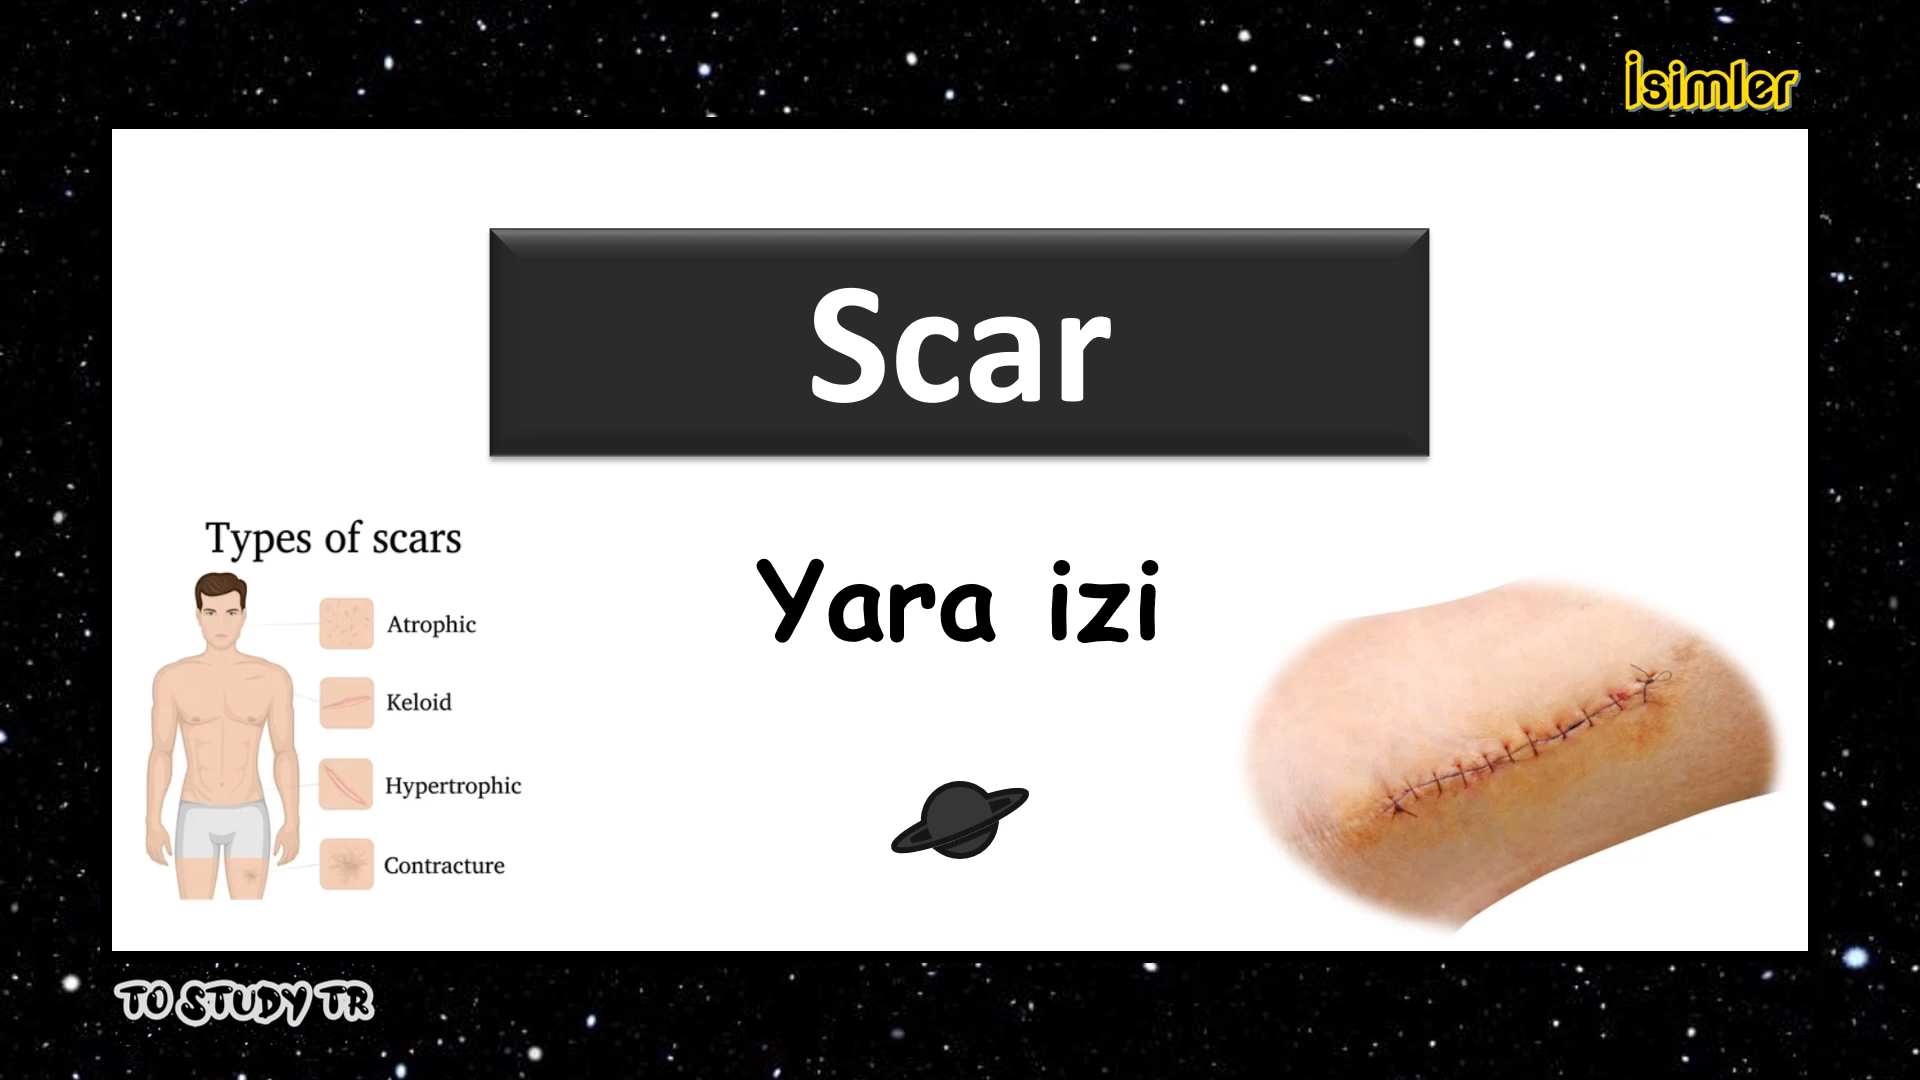 İsimler
Scar
Yara izi
Types of scars
Atrophic
Keloid
Hypertrophic
Contracture
TO STUDY TR